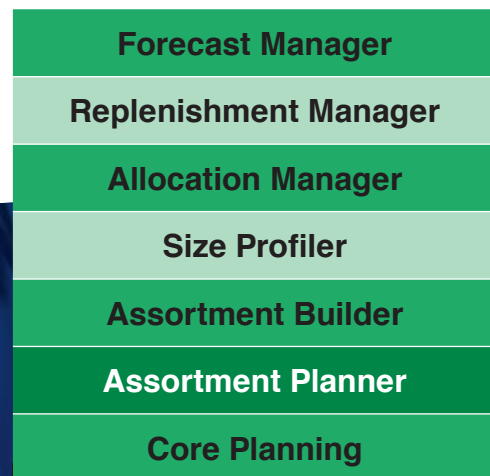 Forecast Manager
Replenishment Manager
Allocation Manager
Size Profiler
Assortment Builder
Assortment Planner
Core Planning